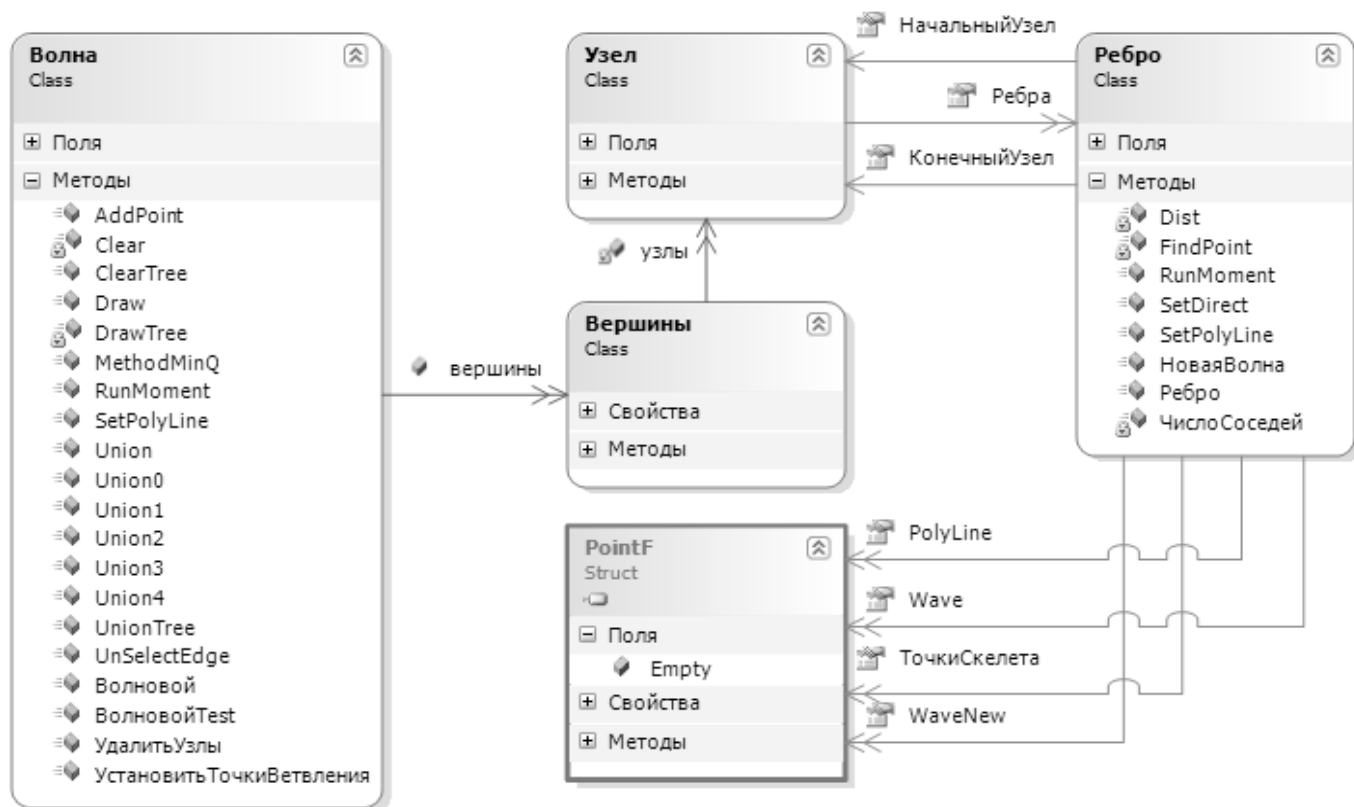 Волна
Class
Поля
Методы
AddPoint
Clear
ClearTree
Draw
DrawTree
MethodMinQ
RunMoment
SetPolyLine
Union
Union0
Union1
Union2
Union3
Union4
UnionTree
UnSelectEdge
Волновой
ВолновойTest
УдалитьУзлы
УстановитьТочкиВетвления
вершины
Узел
Class
Поля
Методы
узлы
Вершины
Class
Свойства
Методы
PointF
Struct
Поля
Empty
Свойства
Методы
НачальныйУзел
Ребра
КонечныйУзел
Ребро
Class
Поля
Методы
Dist
FindPoint
RunMoment
SetDirect
SetPolyLine
НоваяВолна
Ребро
ЧислоСоседей
PolyLine
Wave
ТочкиСкелета
WaveNew